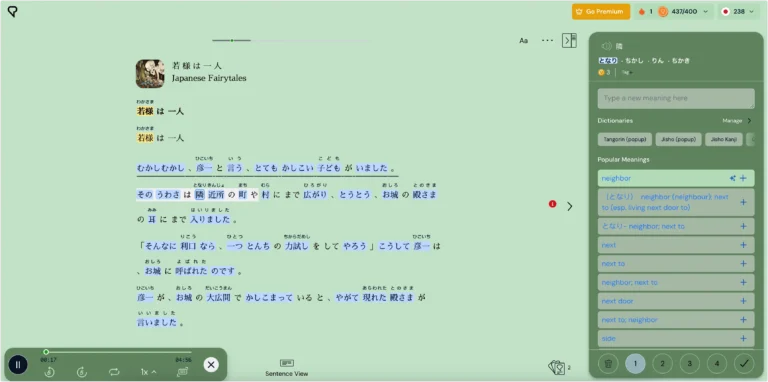 Go Premium
1
437/400
238
Aa
若様は一人
Japanese Fairytales
わかさま
若様 は 一人
わかさま
若様 は 一人
ひこいち い う こ ど も
むかしむかし 、 彦一 と 言う 、 とても かしこい 子ども が いました 。
となりきんじょ まち むら ひろがり おしろ とのさま
その うわさ は 隣 近所 の 町 や 村 に まで 広がり 、 とうとう 、 お城 の 殿さま
みみ はいりました
の 耳 に まで 入りました 。
りこう ひとつ ちからだめし ひこいち
「 そんなに 利口 なら 、 一つ とんち の 力試し を して やろう 」 こうして 彦一 は
おしろ よばれた
、 お城 に 呼ばれた のです 。
ひこいち おしろ だいこうまん あらわれた とのさま
彦一 が 、 お城 の 大広間 で かしこまって いる と 、 やがて 現れた 殿さま が
いいました
言いました 。
1
00:17
04:56
1x
Sentence View
2
隣
となり · ちかし · りん · ちかき
3
Type a new meaning here
Dictionaries
Manage
Tangorin (popup)
Jisho (popup)
Jisho Kanji
Popular Meanings
neighbor
(となり) neighbor (neighbour); next to (esp. living next door to)
となり - neighbor; next to
next
next to
neighbor; next to
next door
next to; neighbor
side
1
2
3
4